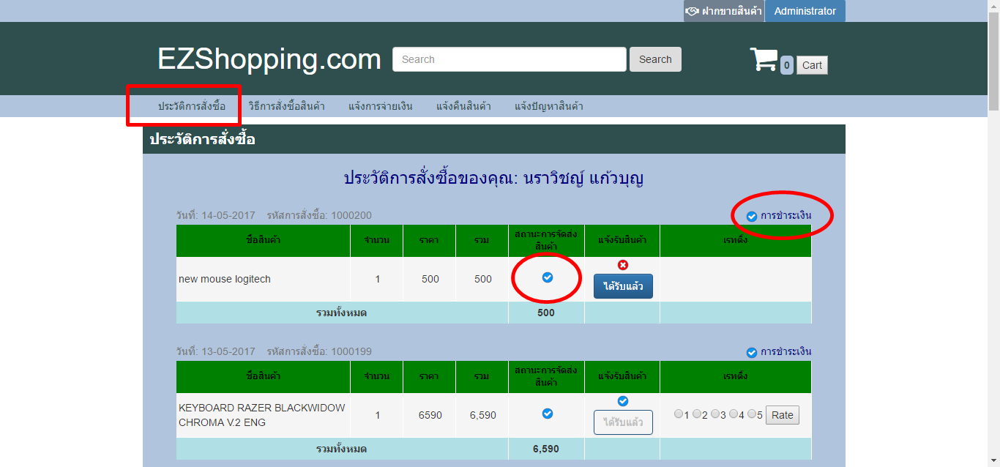 ฝากขายสินค้า Administrator
EZShopping.com Search Search 0 Cart
ประวัติการสั่งซื้อ วิธีการสั่งซื้อสินค้า แจ้งการจ่ายเงิน แจ้งคืนสินค้า แจ้งปัญหาสินค้า
ประวัติการสั่งซื้อ
ประวัติการสั่งซื้อของคุณ: นราวิชญ์ แก้วบุญ
วันที่: 14-05-2017 รหัสการสั่งซื้อ: 1000200 การชำระเงิน
ชื่อสินค้า จำนวน ราคา รวม สถานะการจัดส่งสินค้า แจ้งรับสินค้า เรทติ้ง
new mouse logitech 1 500 500 ได้รับแล้ว
รวมทั้งหมด 500
วันที่: 13-05-2017 รหัสการสั่งซื้อ: 1000199 การชำระเงิน
ชื่อสินค้า จำนวน ราคา รวม สถานะการจัดส่งสินค้า แจ้งรับสินค้า เรทติ้ง
KEYBOARD RAZER BLACKWIDOW
CHROMA V.2 ENG 1 6590 6,590 ได้รับแล้ว 1 2 3 4 5 Rate
รวมทั้งหมด 6,590